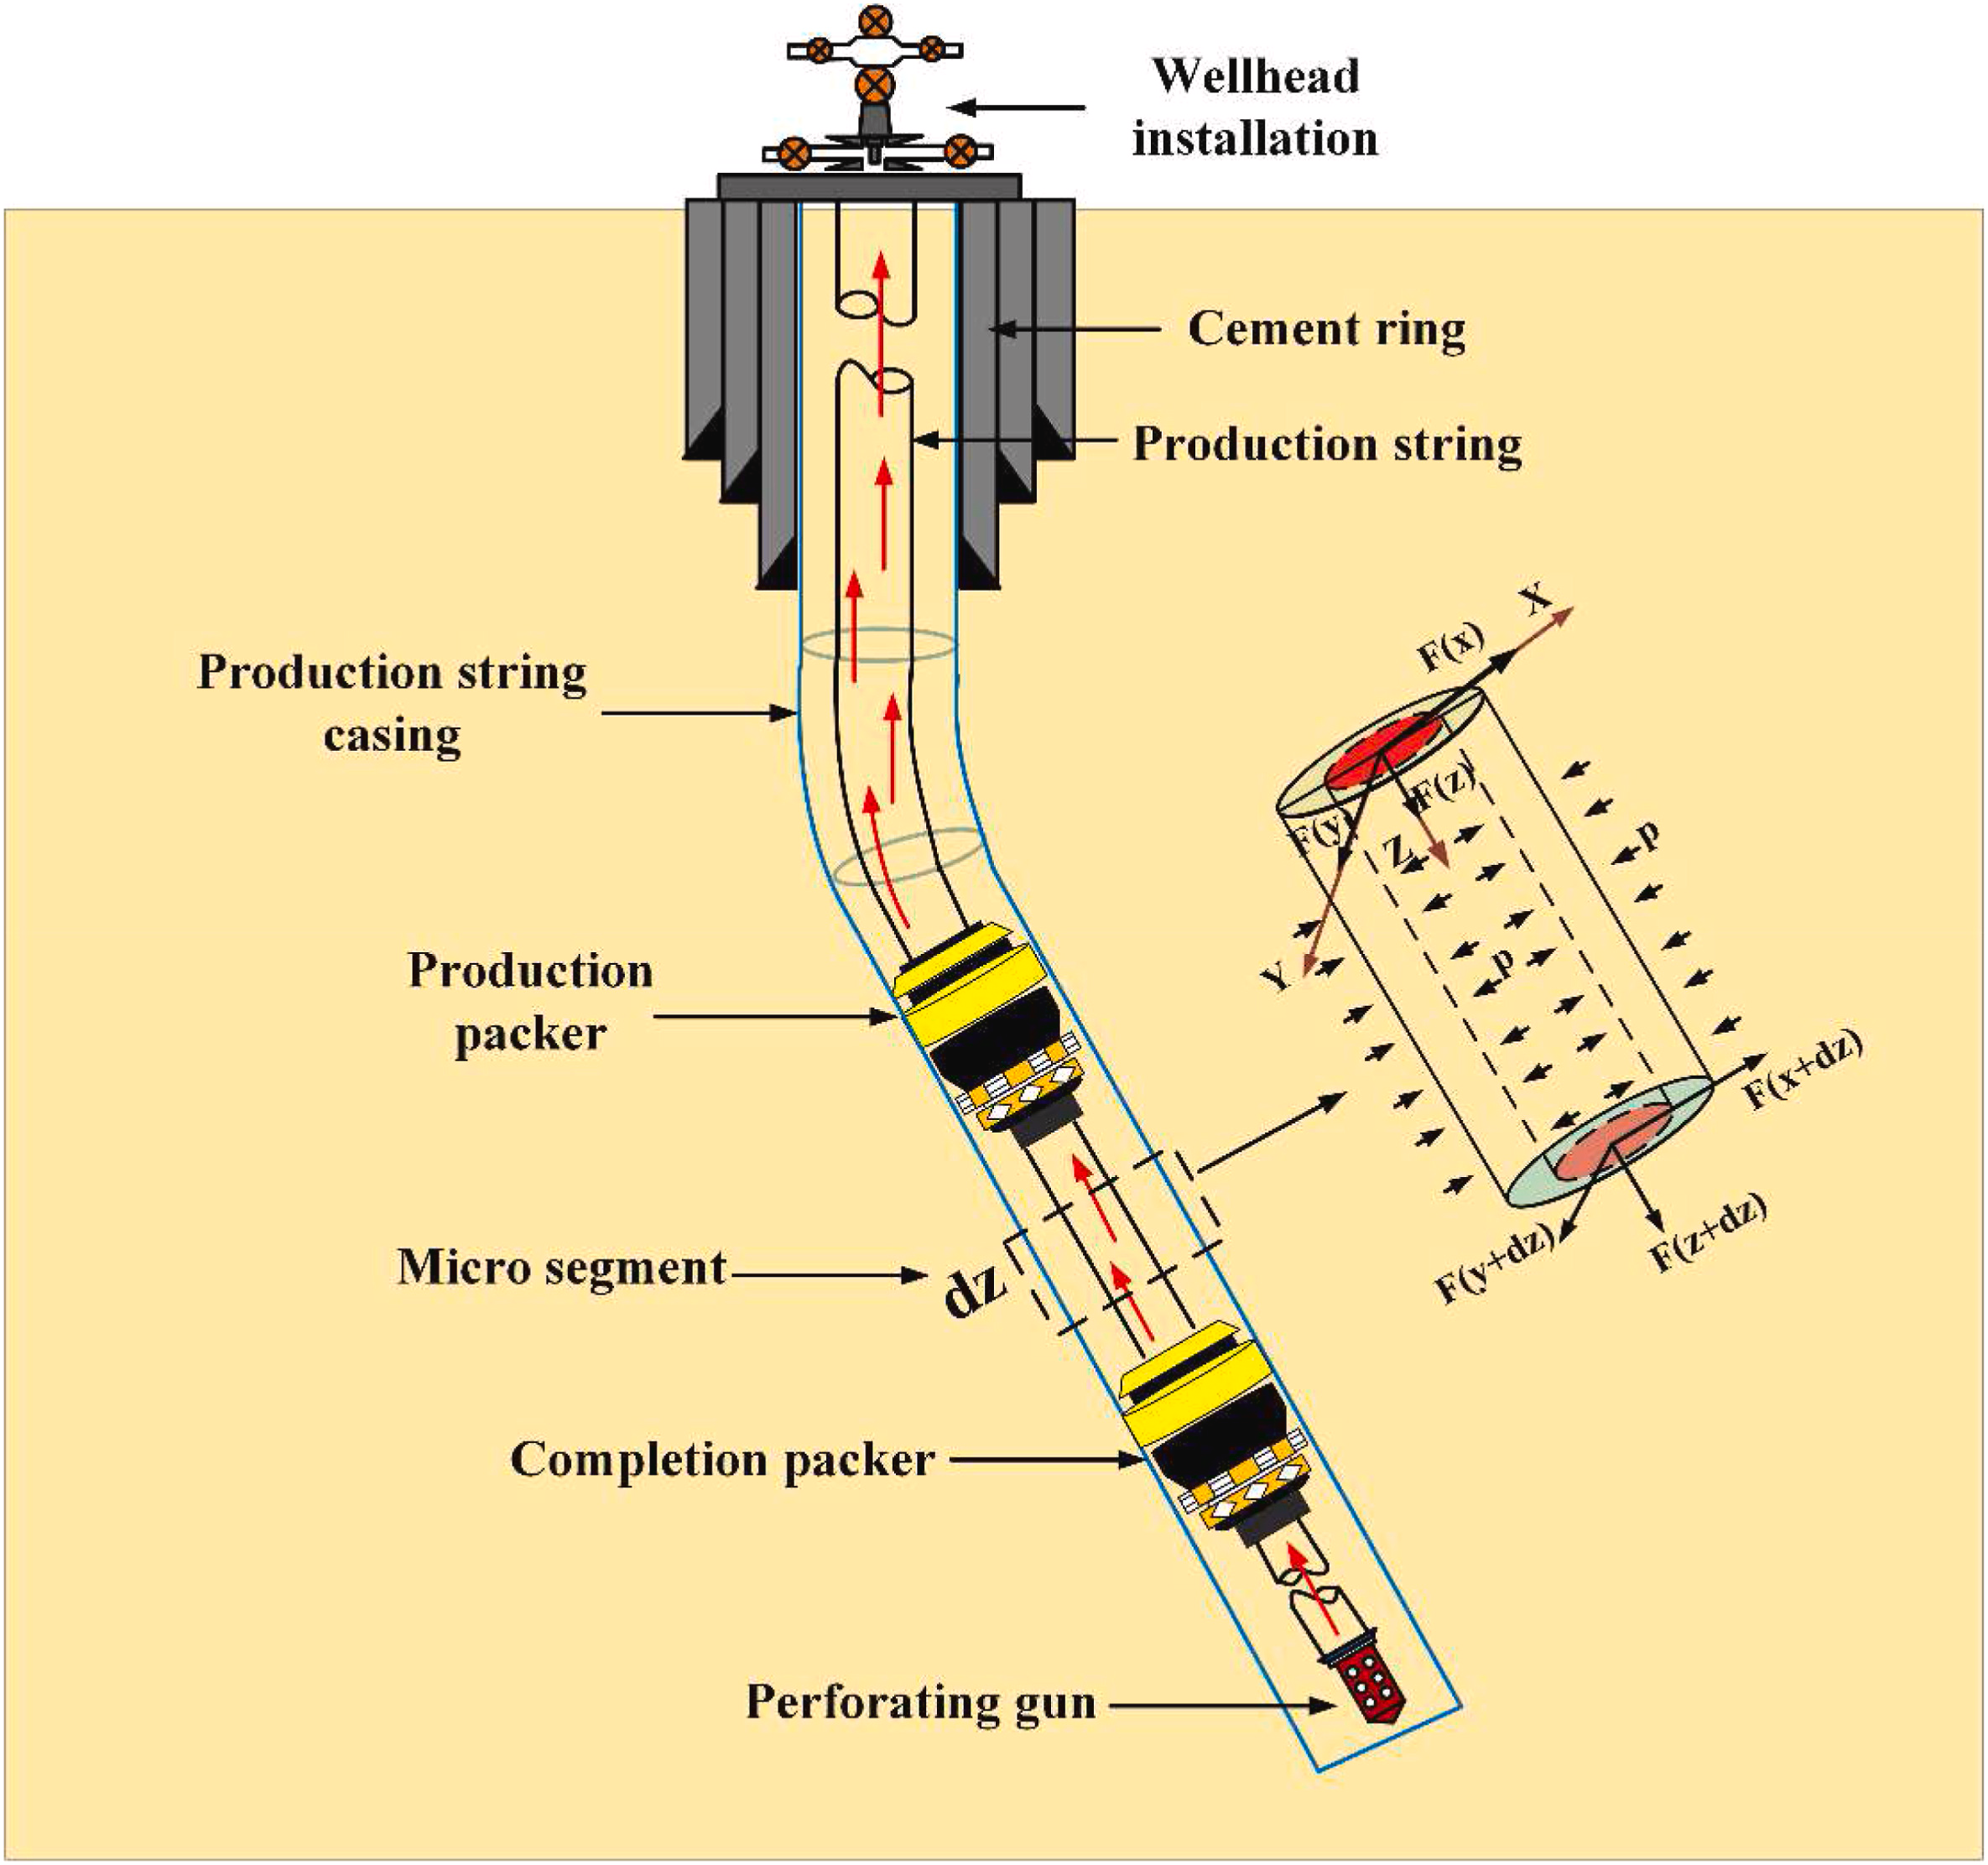 Wellhead
installation
Cement ring
Production string
Production string
casing
X
F(x)
F(z)
F(y)
Z
p
Y
p
Production
packer
F(x+dz)
F(y+dz)
F(z+dz)
Micro segment
dz
Completion packer
Perforating gun